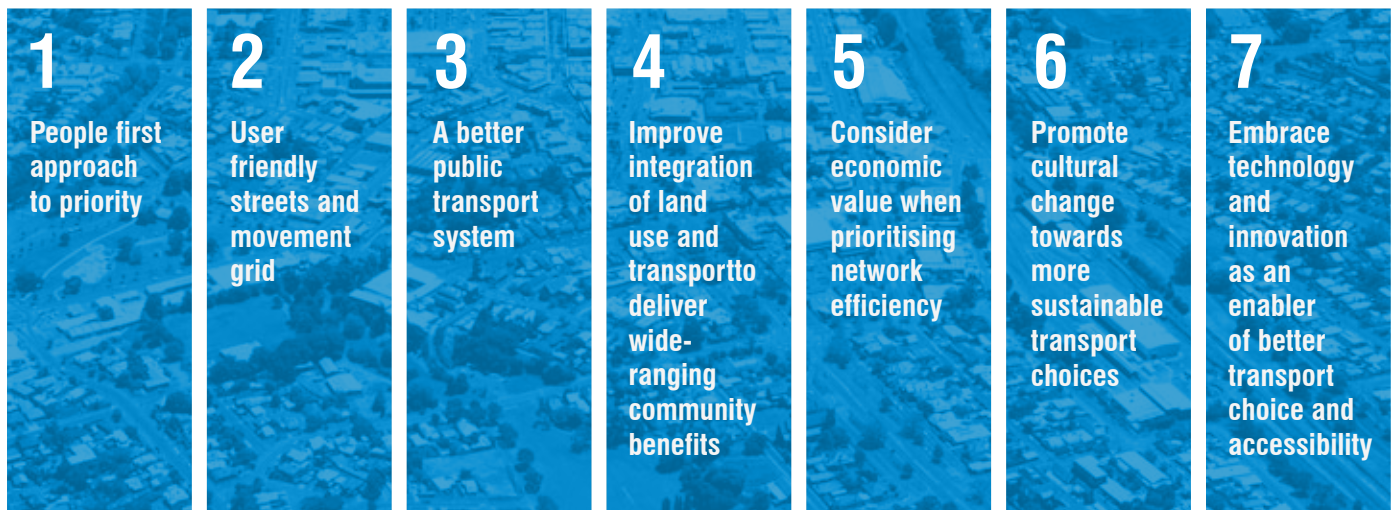 1
People first
approach
to priority
2
User
friendly
streets and
movement
grid
3
A better
public
transport
system
4
Improve
integration
of land
use and
transportto
deliver
wide-
ranging
community
benefits
5
Consider
economic
value when
prioritising
network
efficiency
6
Promote
cultural
change
towards
more
sustainable
transport
choices
7
Embrace
technology
and
innovation
as an
enabler
of better
transport
choice and
accessibility